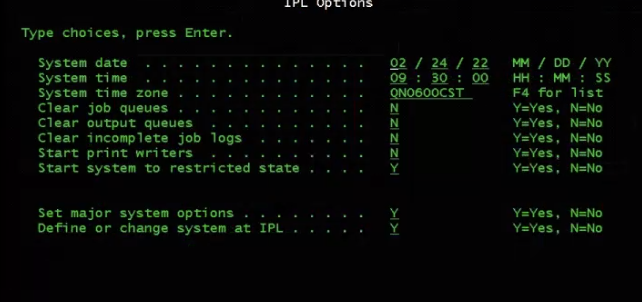 IPL Options
Type choices, press Enter.
System date . . . . . . . . . . . . . . 02 / 24 / 22 MM / DD / YY
System time . . . . . . . . . . . . . . 09 : 30 : 00 HH : MM : SS
System time zone . . . . . . . . . . . QN0600CST F4 for list
Clear job queues . . . . . . . . . . . N Y=Yes, N=No
Clear output queues . . . . . . . . . N Y=Yes, N=No
Clear incomplete job logs . . . . . . N Y=Yes, N=No
Start print writers . . . . . . . . . N Y=Yes, N=No
Start system to restricted state . . . . Y Y=Yes, N=No
Set major system options . . . . . . . . Y Y=Yes, N=No
Define or change system at IPL . . . . . Y Y=Yes, N=No